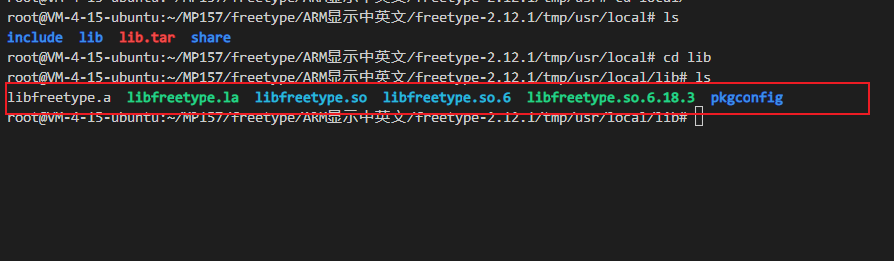 root@VM-4-15-ubuntu:~/MP157/freetype/ARM显示中英文/freetype-2.12.1/tmp/usr/local# ls
include lib lib.tar share
root@VM-4-15-ubuntu:~/MP157/freetype/ARM显示中英文/freetype-2.12.1/tmp/usr/local# cd lib
root@VM-4-15-ubuntu:~/MP157/freetype/ARM显示中英文/freetype-2.12.1/tmp/usr/local/lib# ls
libfreetype.a libfreetype.la libfreetype.so libfreetype.so.6 libfreetype.so.6.18.3 pkgconfig
root@VM-4-15-ubuntu:~/MP157/freetype/ARM显示中英文/freetype-2.12.1/tmp/usr/local/lib#